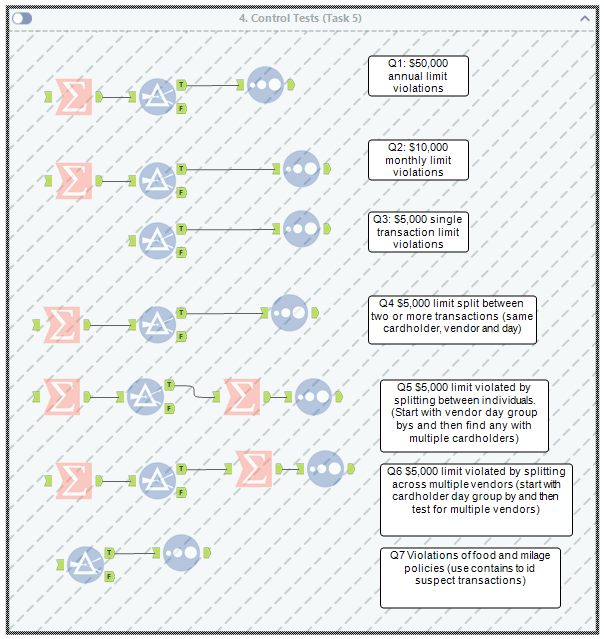 4. Control Tests (Task 5)
Q1: $50,000
annual limit
violations
T
F
Q2: $10,000
monthly limit
violations
T
F
Q3: $5,000 single
transaction limit
violations
T
F
Q4 $5,000 limit split between
two or more transactions (same
cardholder, vendor and day)
T
F
Q5 $5,000 limit violated by
splitting between individuals.
(Start with vendor day group
bys and then find any with
multiple cardholders)
T
F
Q6 $5,000 limit violated by splitting
across multiple vendors (start with
cardholder day group by and then
test for multiple vendors)
T
F
Q7 Violations of food and milage
policies (use contains to id
suspect transactions)
T
F